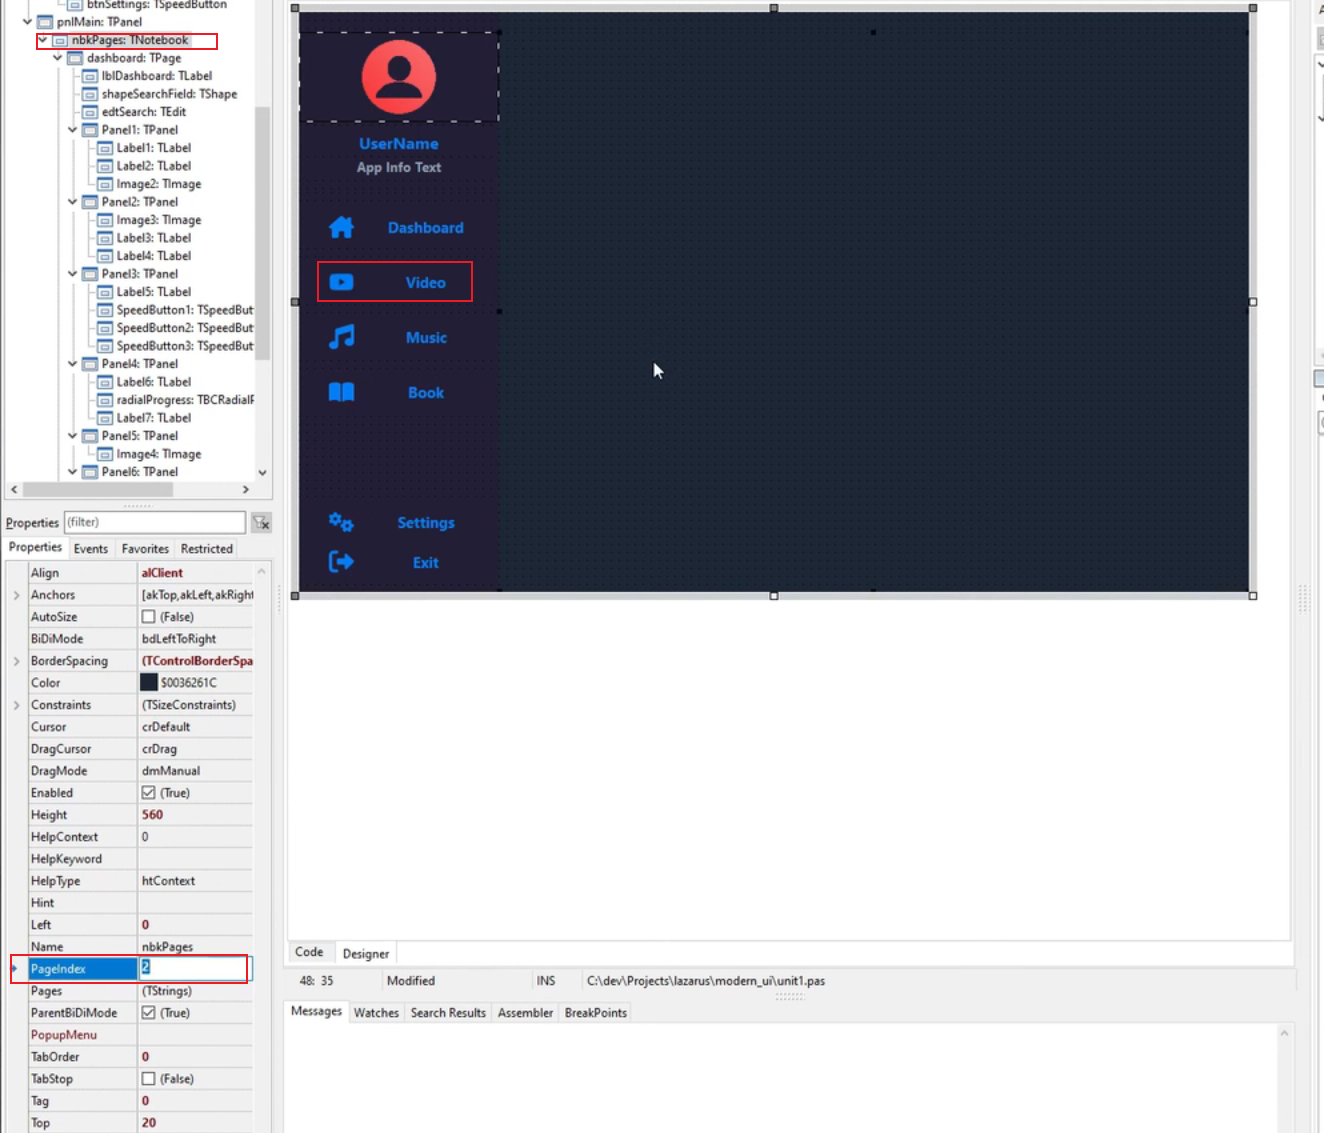 btnSettings: TSpeedButton
pnlMain: TPanel
nbkPages: TNotebook
dashboard: TPage
lblDashboard: TLabel
shapeSearchField: TShape
edtSearch: TEdit
Panel1: TPanel
Label1: TLabel
Label2: TLabel
Image2: TImage
Panel2: TPanel
Image3: TImage
Label3: TLabel
Label4: TLabel
Panel3: TPanel
Label5: TLabel
SpeedButton1: TSpeedBut
SpeedButton2: TSpeedBut
SpeedButton3: TSpeedBut
Panel4: TPanel
Label6: TLabel
radialProgress: TBCRadialF
Label7: TLabel
Panel5: TPanel
Image4: TImage
Panel6: TPanel
Properties (filter)
Properties Events Favorites Restricted
Align alClient
Anchors [akTop,akLeft,akRight
AutoSize (False)
BiDiMode bdLeftToRight
BorderSpacing (TControlBorderSpa
Color $0036261C
Constraints (TSizeConstraints)
Cursor crDefault
DragCursor crDrag
DragMode dmManual
Enabled (True)
Height 560
HelpContext 0
HelpKeyword
HelpType htContext
Hint
Left 0
Name nbkPages
PageIndex 2
Pages (TStrings)
ParentBiDiMode (True)
PopupMenu
TabOrder 0
TabStop (False)
Tag 0
Top 20
UserName
App Info Text
Dashboard
Video
Music
Book
Settings
Exit
Code Designer
48: 35 Modified INS C:\dev\Projects\lazarus\modern_ui\unit1.pas
Messages Watches Search Results Assembler BreakPoints